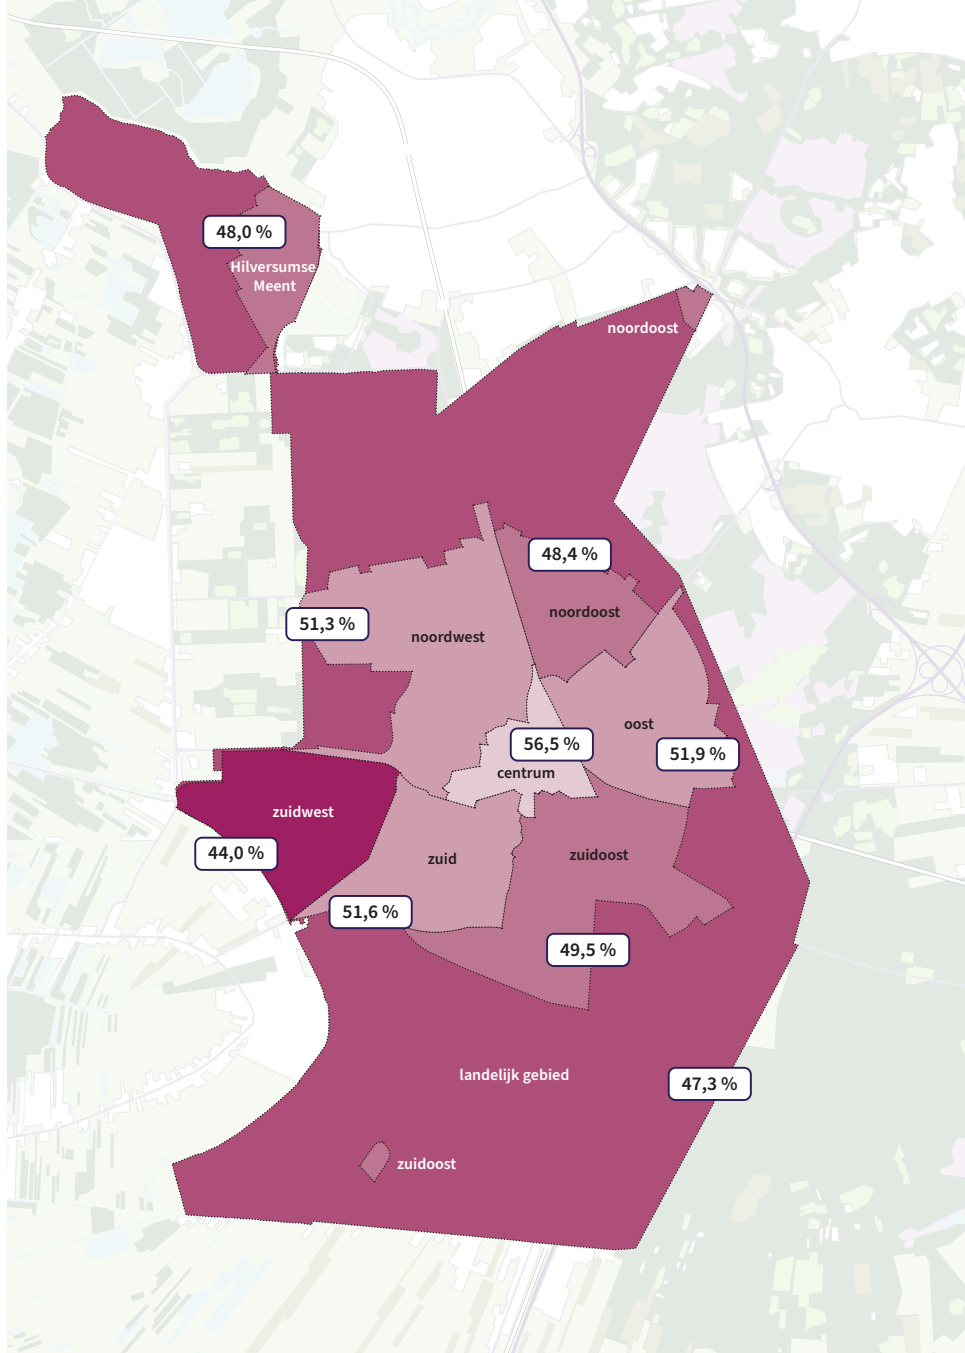 48,0 %
Hilversumse
Meent
noordoost
48,4 %
noordoost
51,3 %
noordwest
oost
56,5 %
51,9 %
centrum
zuidwest
44,0 %
zuid
zuidoost
51,6 %
49,5 %
landelijk gebied
47,3 %
zuidoost